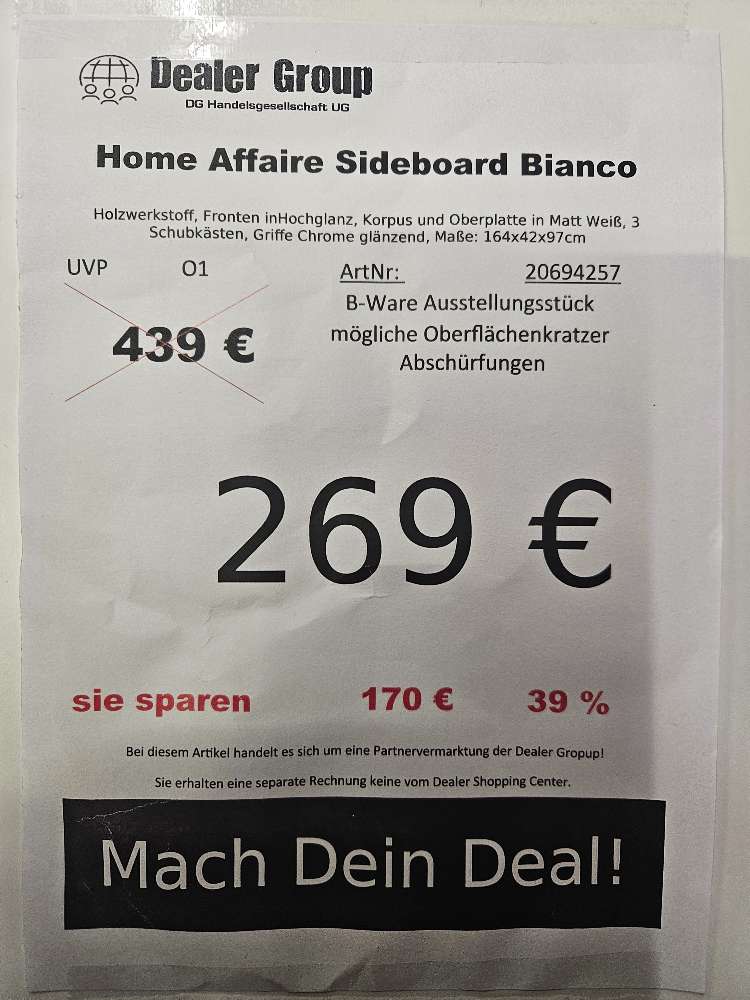 Dealer Group
DG Handelsgesellschaft UG
Home Affaire Sideboard Bianco
Holzwerkstoff, Fronten inHochglanz, Korpus und Oberplatte in Matt Weiß, 3
Schubkästen, Griffe Chrome glänzend, Maße: 164x42x97cm
UVP O1 ArtNr: 20694257
B-Ware Ausstellungsstück
439 € mögliche Oberflächenkratzer
Abschürfungen
269 €
sie sparen 170 € 39 %
Bei diesem Artikel handelt es sich um eine Partnervermarktung der Dealer Gropup!
Sie erhalten eine separate Rechnung keine vom Dealer Shopping Center.
Mach Dein Deal!